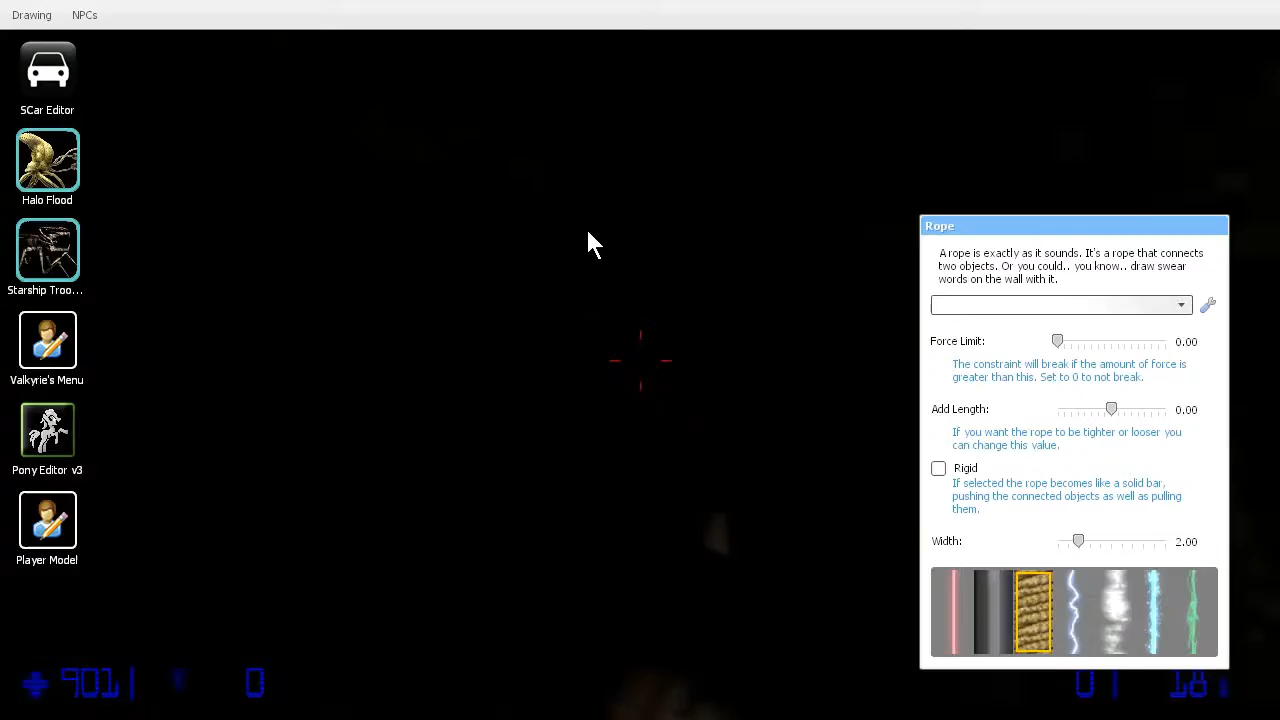 Drawing NPCs
SCar Editor
Halo Flood
Starship Troo...
Valkyrie's Menu
Pony Editor v3
Player Model
Rope
A rope is exactly as it sounds. It's a rope that connects
two objects. Or you could.. you know.. draw swear
words on the wall with it.
Force Limit: 0.00
The constraint will break if the amount of force is
greater than this. Set to 0 to not break.
Add Length: 0.00
If you want the rope to be tighter or looser you
can change this value.
Rigid
If selected the rope becomes like a solid bar,
pushing the connected objects as well as pulling
them.
Width: 2.00
901 0